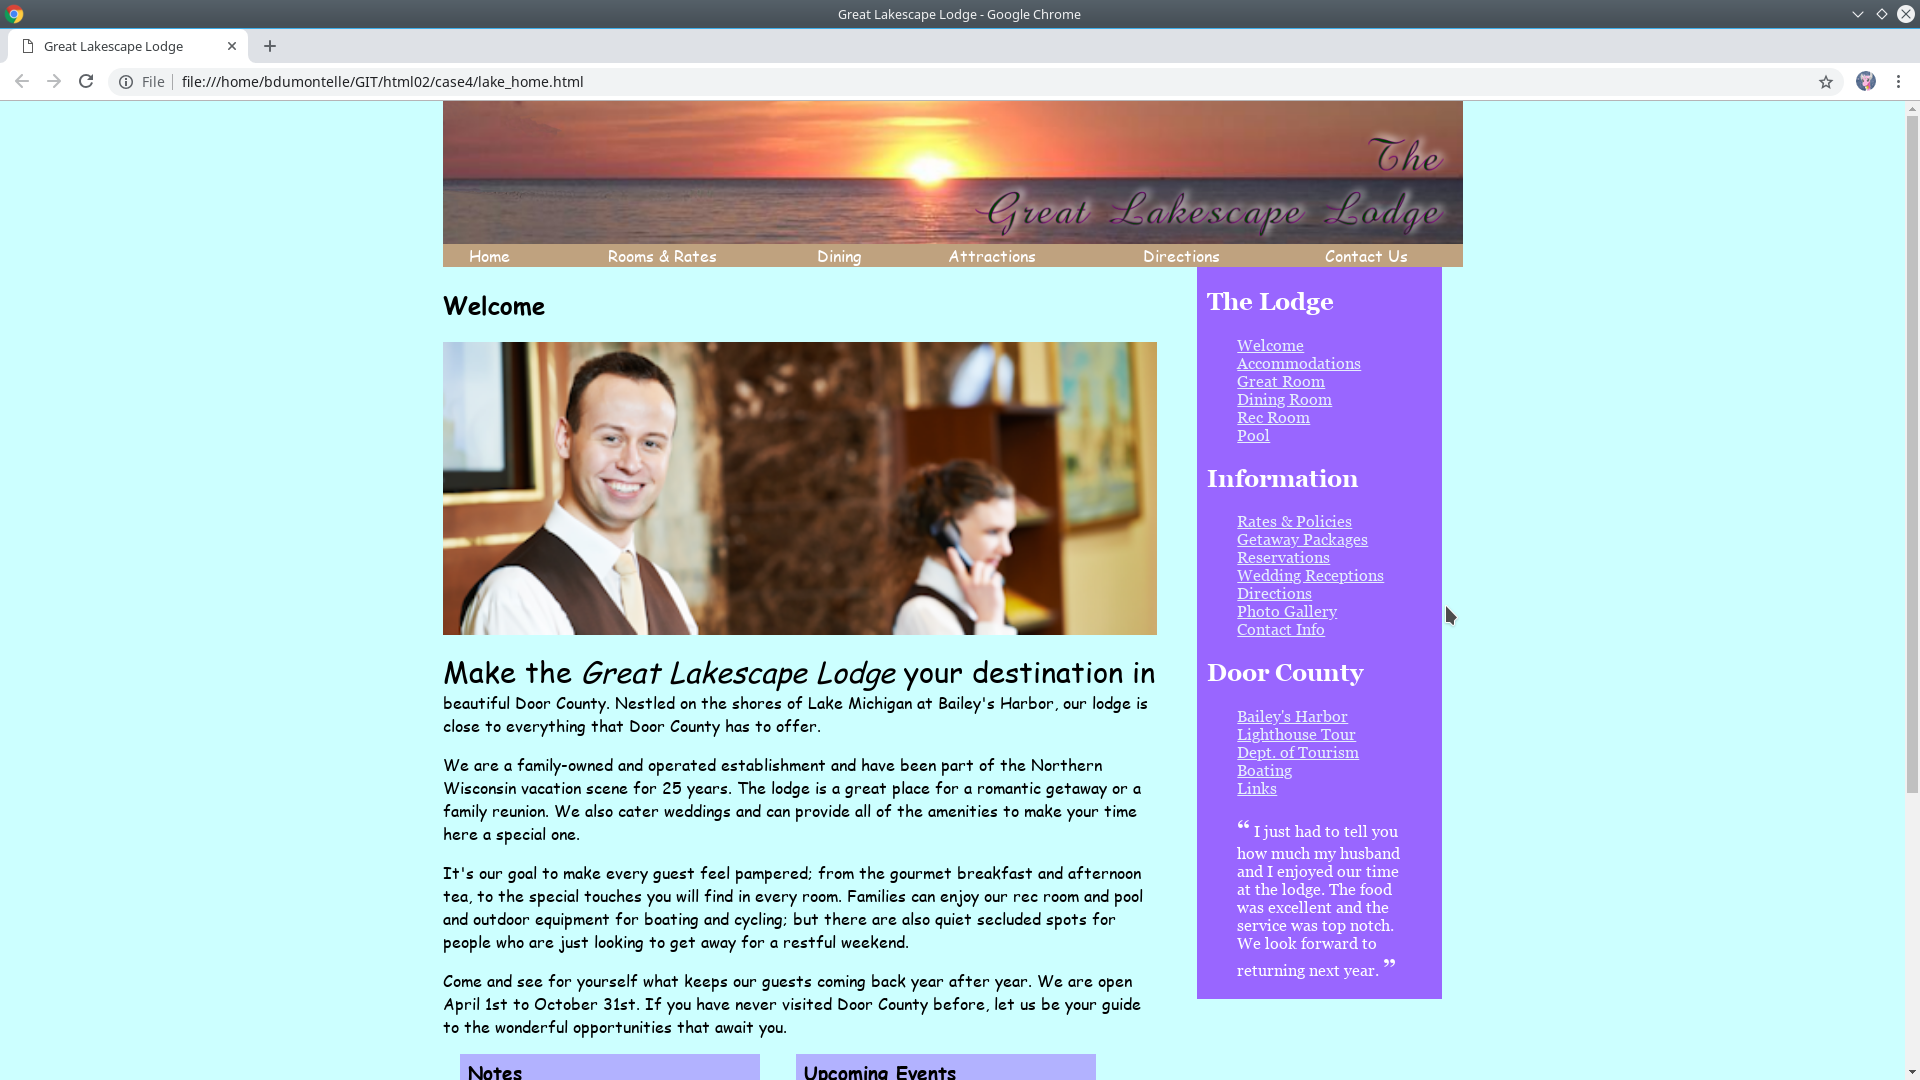 Great Lakescape Lodge - Google Chrome
Great Lakescape Lodge
File
file:///home/bdumontelle/GIT/html02/case4/lake_home.html
The
Great Lakescape Lodge
Home Rooms & Rates Dining Attractions Directions Contact Us
Welcome
Make the Great Lakescape Lodge your destination in
beautiful Door County. Nestled on the shores of Lake Michigan at Bailey's Harbor, our lodge is
close to everything that Door County has to offer.
We are a family-owned and operated establishment and have been part of the Northern
Wisconsin vacation scene for 25 years. The lodge is a great place for a romantic getaway or a
family reunion. We also cater weddings and can provide all of the amenities to make your time
here a special one.
It's our goal to make every guest feel pampered; from the gourmet breakfast and afternoon
tea, to the special touches you will find in every room. Families can enjoy our rec room and pool
and outdoor equipment for boating and cycling; but there are also quiet secluded spots for
people who are just looking to get away for a restful weekend.
Come and see for yourself what keeps our guests coming back year after year. We are open
April 1st to October 31st. If you have never visited Door County before, let us be your guide
to the wonderful opportunities that await you.
Notes
Upcoming Events
The Lodge
Welcome
Accommodations
Great Room
Dining Room
Rec Room
Pool
Information
Rates & Policies
Getaway Packages
Reservations
Wedding Receptions
Directions
Photo Gallery
Contact Info
Door County
Bailey's Harbor
Lighthouse Tour
Dept. of Tourism
Boating
Links
“ I just had to tell you
how much my husband
and I enjoyed our time
at the lodge. The food
was excellent and the
service was top notch.
We look forward to
returning next year. ”